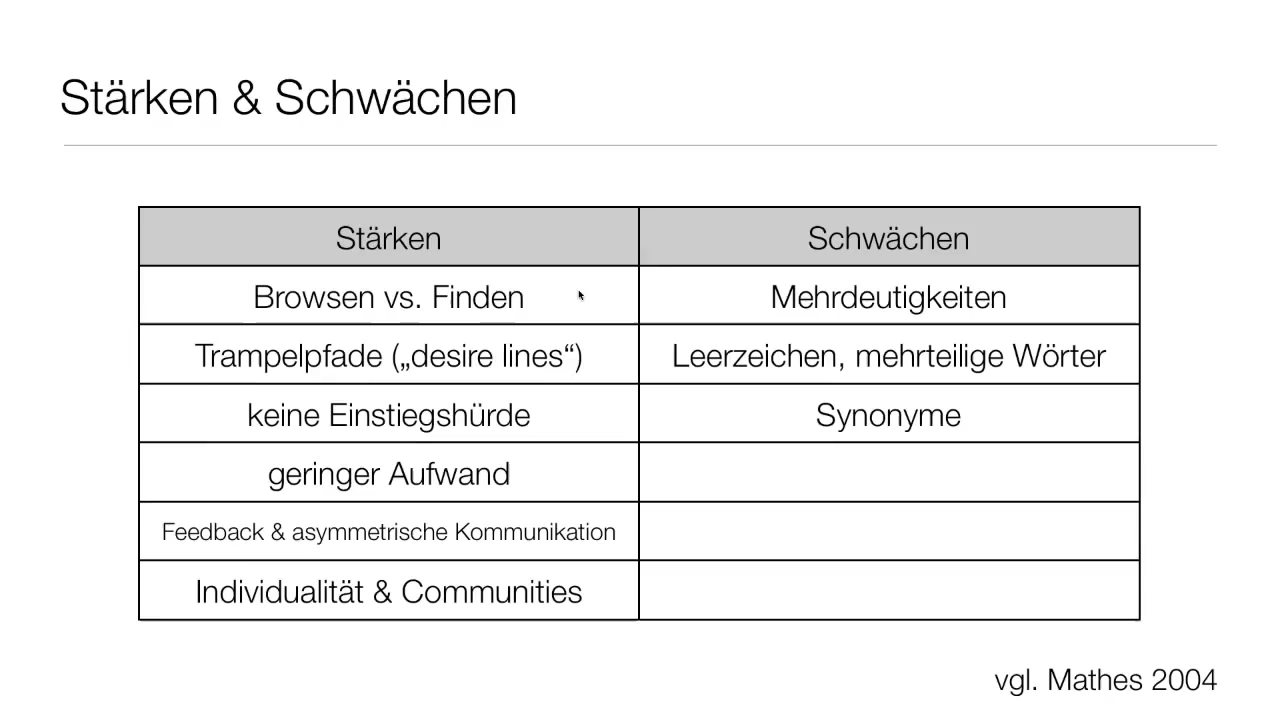 Stärken & Schwächen
Stärken
Schwächen
Browsen vs. Finden
Mehrdeutigkeiten
Trampelpfade („desire lines“)
Leerzeichen, mehrteilige Wörter
keine Einstiegshürde
Synonyme
geringer Aufwand
Feedback & asymmetrische Kommunikation
Individualität & Communities
vgl. Mathes 2004